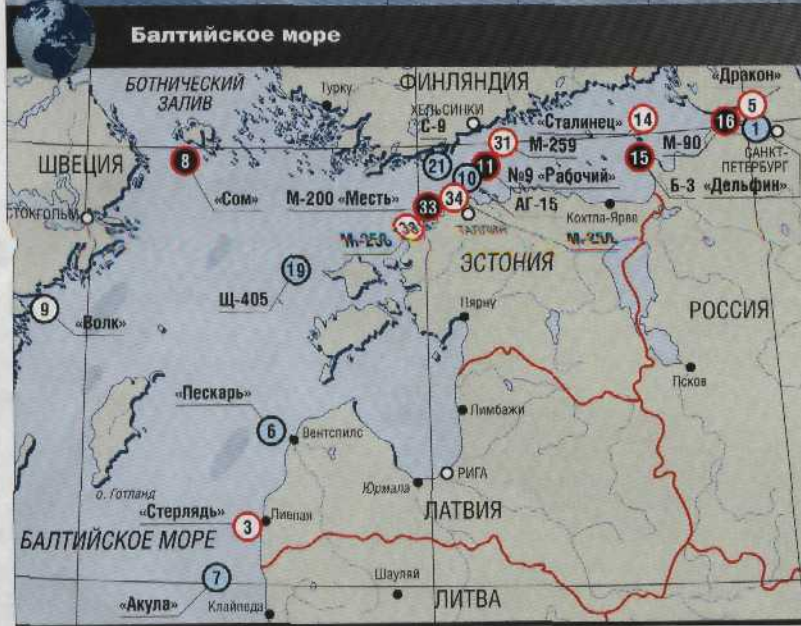 Балтийское море
БОТНИЧЕСКИЙ
ЗАЛИВ
Турку
ФИНЛЯНДИЯ
ХЕЛЬСИНКИ
С-9
«Сталинец»
14
«Дракон»
5
16
1
САНКТ-
ПЕТЕРБУРГ
31
М-259
М-90
ШВЕЦИЯ
8
«Сом»
21
10
11
15
№9 «Рабочий»
Б-3 «Дельфин»
М-200 «Месть»
33
34
АГ-15
Кохтла-Ярве
СТОКГОЛЬМ
38
ТАЛЛИН
ЭСТОНИЯ
19
Щ-405
9
«Волк»
Пярну
РОССИЯ
Псков
«Пескарь»
6
Вентспилс
Лимбажи
о. Готланд
Юрмала
РИГА
«Стерлядь»
3
Лиепая
ЛАТВИЯ
БАЛТИЙСКОЕ МОРЕ
7
«Акула»
Клайпеда
Шауляй
ЛИТВА